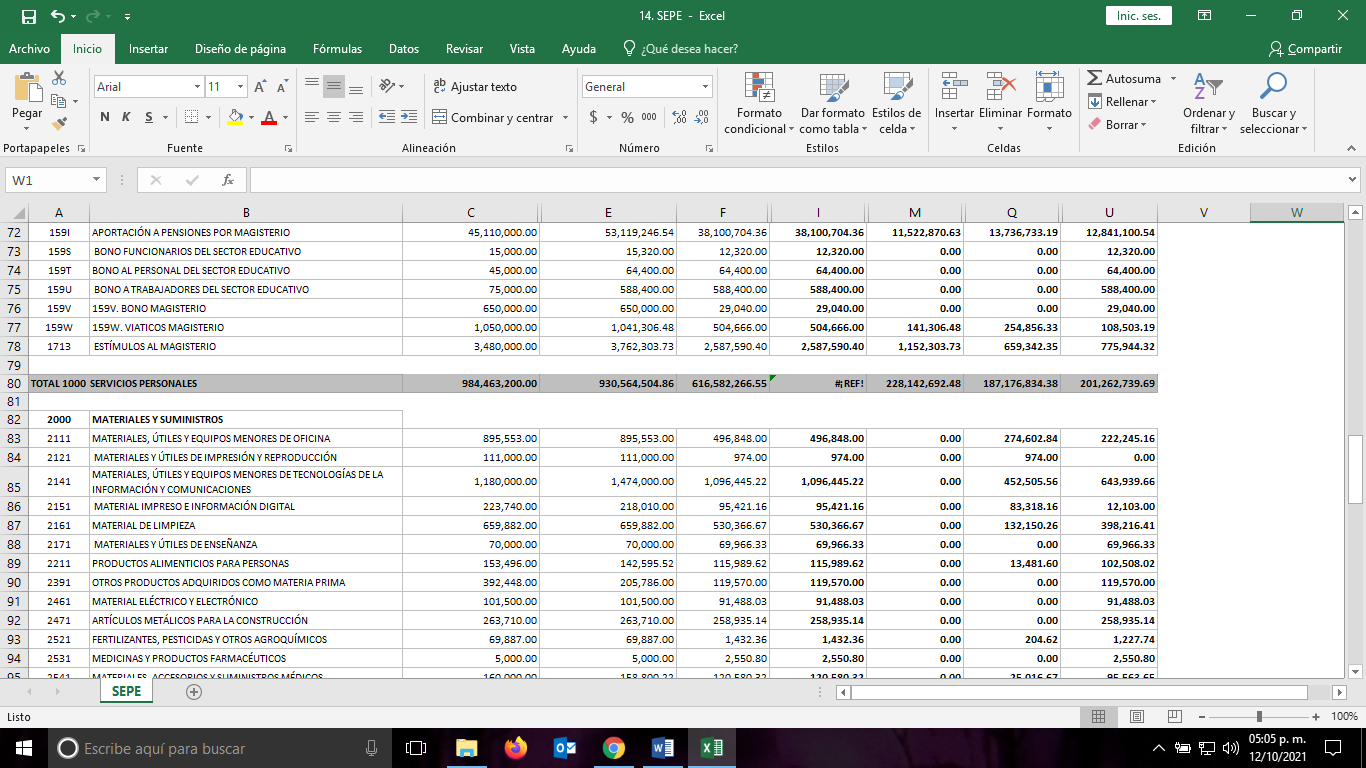 14. SEPE - Excel
Inic. ses.
Archivo Inicio Insertar Diseño de página Fórmulas Datos Revisar Vista Ayuda ¿Qué desea hacer? Compartir
Pegar
Arial 11
N K S
Ajustar texto
Combinar y centrar
General
$ % 000
Formato condicional
Dar formato como tabla
Estilos de celda
Insertar Eliminar Formato
Autosuma
Rellenar
Borrar
Ordenar y filtrar
Buscar y seleccionar
Portapapeles Fuente Alineación Número Estilos Celdas Edición
W1 fx
A B C E F I M Q U V W
72 159I APORTACIÓN A PENSIONES POR MAGISTERIO 45,110,000.00 53,119,246.54 38,100,704.36 38,100,704.36 11,522,870.63 13,736,733.19 12,841,100.54
73 159S BONO FUNCIONARIOS DEL SECTOR EDUCATIVO 15,000.00 15,320.00 12,320.00 12,320.00 0.00 0.00 12,320.00
74 159T BONO AL PERSONAL DEL SECTOR EDUCATIVO 45,000.00 64,400.00 64,400.00 64,400.00 0.00 0.00 64,400.00
75 159U BONO A TRABAJADORES DEL SECTOR EDUCATIVO 75,000.00 588,400.00 588,400.00 588,400.00 0.00 0.00 588,400.00
76 159V 159V. BONO MAGISTERIO 650,000.00 650,000.00 29,040.00 29,040.00 0.00 0.00 29,040.00
77 159W 159W. VIATICOS MAGISTERIO 1,050,000.00 1,041,306.48 504,666.00 504,666.00 141,306.48 254,856.33 108,503.19
78 1713 ESTÍMULOS AL MAGISTERIO 3,480,000.00 3,762,303.73 2,587,590.40 2,587,590.40 1,152,303.73 659,342.35 775,944.32
79
80 TOTAL 1000 SERVICIOS PERSONALES 984,463,200.00 930,564,504.86 616,582,266.55 #¡REF! 228,142,692.48 187,176,834.38 201,262,739.69
81
82 2000 MATERIALES Y SUMINISTROS
83 2111 MATERIALES, ÚTILES Y EQUIPOS MENORES DE OFICINA 895,553.00 895,553.00 496,848.00 496,848.00 0.00 274,602.84 222,245.16
84 2121 MATERIALES Y ÚTILES DE IMPRESIÓN Y REPRODUCCIÓN 111,000.00 111,000.00 974.00 974.00 0.00 974.00 0.00
85 2141 MATERIALES, ÚTILES Y EQUIPOS MENORES DE TECNOLOGÍAS DE LA INFORMACIÓN Y COMUNICACIONES 1,180,000.00 1,474,000.00 1,096,445.22 1,096,445.22 0.00 452,505.56 643,939.66
86 2151 MATERIAL IMPRESO E INFORMACIÓN DIGITAL 223,740.00 218,010.00 95,421.16 95,421.16 0.00 83,318.16 12,103.00
87 2161 MATERIAL DE LIMPIEZA 659,882.00 659,882.00 530,366.67 530,366.67 0.00 132,150.26 398,216.41
88 2171 MATERIALES Y ÚTILES DE ENSEÑANZA 70,000.00 70,000.00 69,966.33 69,966.33 0.00 0.00 69,966.33
89 2211 PRODUCTOS ALIMENTICIOS PARA PERSONAS 153,496.00 142,595.52 115,989.62 115,989.62 0.00 13,481.60 102,508.02
90 2391 OTROS PRODUCTOS ADQUIRIDOS COMO MATERIA PRIMA 392,448.00 205,786.00 119,570.00 119,570.00 0.00 0.00 119,570.00
91 2461 MATERIAL ELÉCTRICO Y ELECTRÓNICO 101,500.00 101,500.00 91,488.03 91,488.03 0.00 0.00 91,488.03
92 2471 ARTÍCULOS METÁLICOS PARA LA CONSTRUCCIÓN 263,710.00 263,710.00 258,935.14 258,935.14 0.00 0.00 258,935.14
93 2521 FERTILIZANTES, PESTICIDAS Y OTROS AGROQUÍMICOS 69,887.00 69,887.00 1,432.36 1,432.36 0.00 204.62 1,227.74
94 2531 MEDICINAS Y PRODUCTOS FARMACÉUTICOS 5,000.00 5,000.00 2,550.80 2,550.80 0.00 0.00 2,550.80
95 2541 MATERIALES, ACCESORIOS Y SUMINISTROS MÉDICOS 160,000.00 158,800.22 120,580.32 120,580.32 0.00 25,016.67 95,563.65
SEPE
Listo 100%
Escribe aquí para buscar
05:05 p. m.
12/10/2021